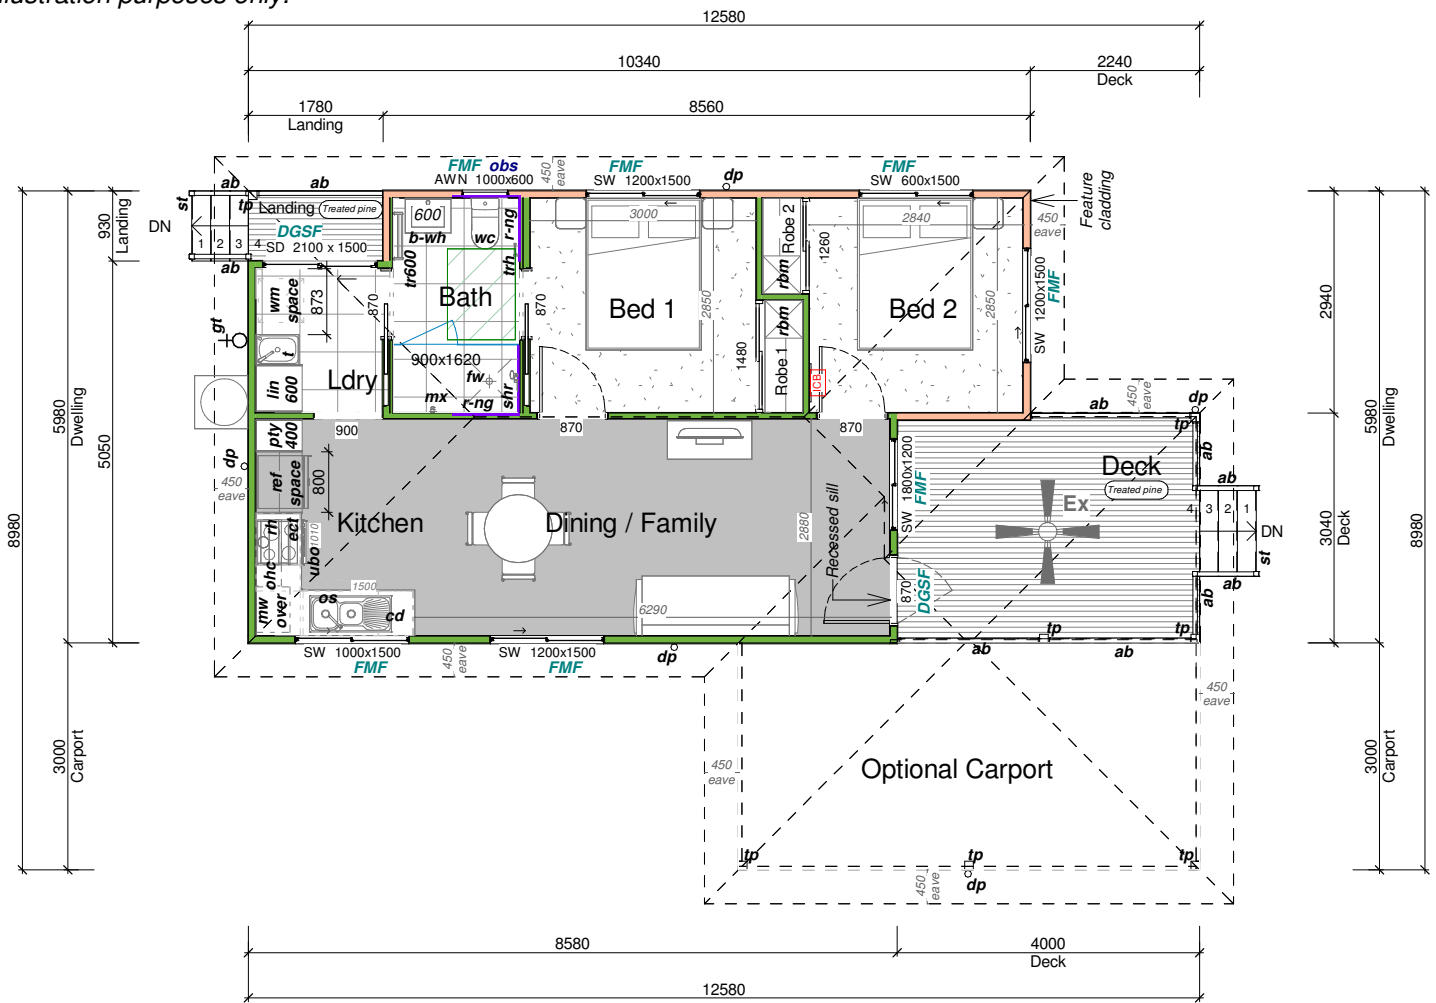 illustration purposes only.
12580
10340
2240
Deck
1780
Landing
8560
FMF obs
AWN 1000x600
450
eave
FMF
SW 1200x1500
dp
FMF
SW 600x1500
Feature
cladding
ab
ab
st
DN
1 2 3 4
tp
Landing
Treated pine
DGSF
SD 2100 x 1500
ab
930
Landing
600
b-wh
wc
r-ng
trh
tr600
Bath
3000
2840
450
eave
Robe 2
1260
rbm
wm
space
873
870
870
Bed 1
2850
Bed 2
2850
SW 1200x1500
FMF
2940
gt
t
900x1620
fw
shr
mx
r-ng
1480
rbm
Robe 1
ICB
lin
600
Ldry
5980
Dwelling
5050
5980
Dwelling
8980
8980
pty
400
900
870
870
ab
450
eave
dp
tp
ab
dp
450
eave
ref
space
800
Kitchen
Dining / Family
2880
Recessed sill
SW 1800x1200
FMF
Deck
Treated pine
Ex
ab
4 3 2 1
DN
st
ab
ab
3040
Deck
rh
ect
1010
ubo
ohc
mw
over
1500
os
cd
6290
870
DGSF
tp
tp
ab
ab
SW 1000x1500
FMF
450
eave
SW 1200x1500
FMF
dp
450
eave
3000
Carport
450
eave
Optional Carport
3000
Carport
tp
tp
tp
dp
450
eave
8580
4000
Deck
12580